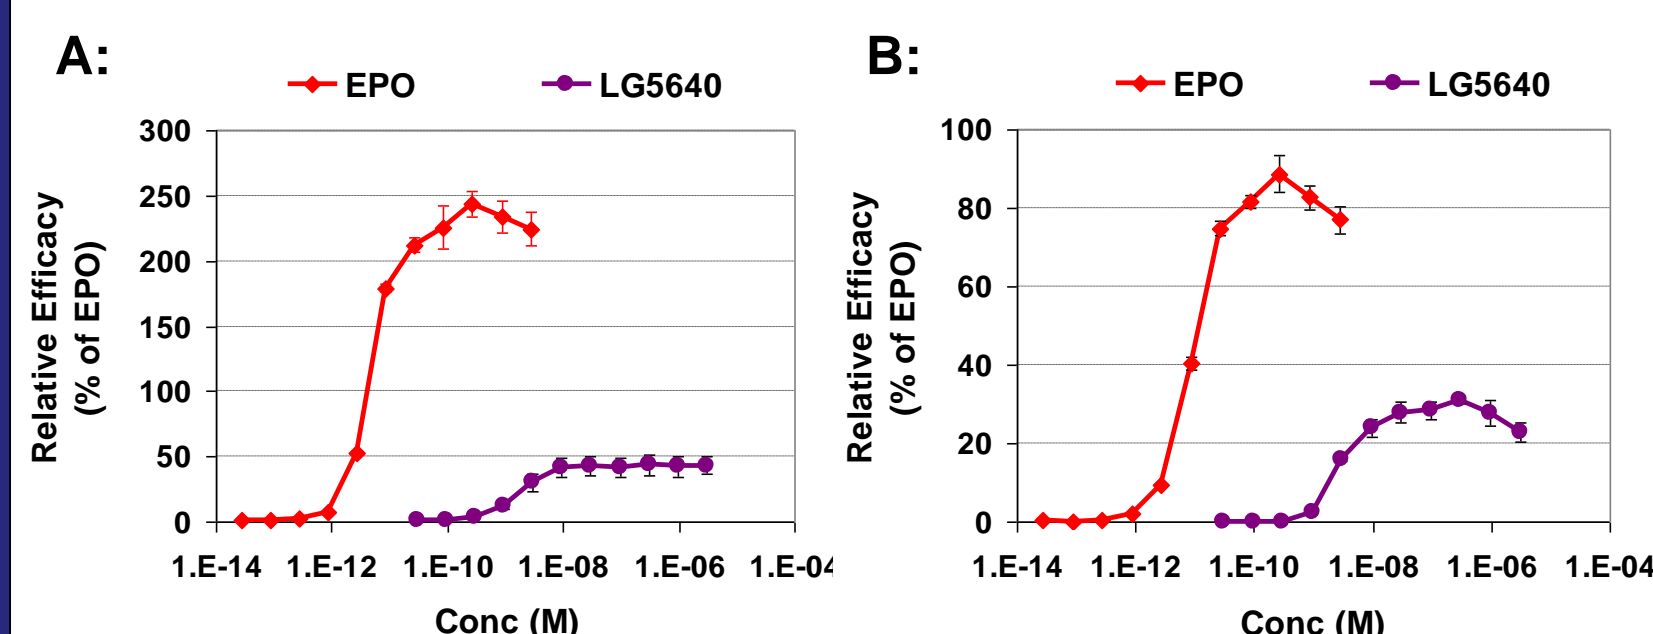 A:
EPO LG5640
300
250
200
150
100
50
0
Relative Efficacy
(% of EPO)
1.E-14 1.E-12 1.E-10 1.E-08 1.E-06 1.E-04
Conc (M)
B:
EPO LG5640
100
80
60
40
20
0
Relative Efficacy
(% of EPO)
1.E-14 1.E-12 1.E-10 1.E-08 1.E-06 1.E-04
Conc (M)